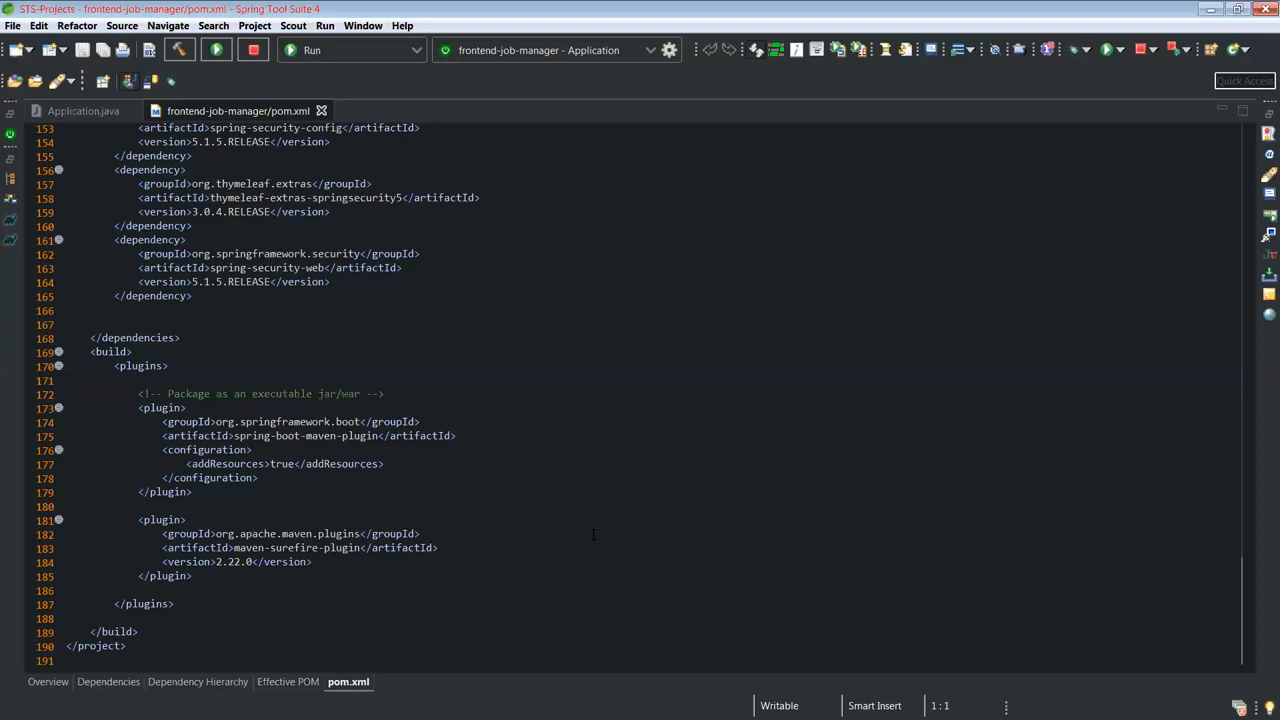 STS-Projects - frontend-job-manager/pom.xml - Spring Tool Suite 4
File Edit Refactor Source Navigate Search Project Scout Run Window Help
Run frontend-job-manager - Application
Quick Access
Application.java frontend-job-manager/pom.xml
153 <artifactId>spring-security-config</artifactId>
154 <version>5.1.5.RELEASE</version>
155 </dependency>
156 <dependency>
157 <groupId>org.thymeleaf.extras</groupId>
158 <artifactId>thymeleaf-extras-springsecurity5</artifactId>
159 <version>3.0.4.RELEASE</version>
160 </dependency>
161 <dependency>
162 <groupId>org.springframework.security</groupId>
163 <artifactId>spring-security-web</artifactId>
164 <version>5.1.5.RELEASE</version>
165 </dependency>
166
167
168 </dependencies>
169 <build>
170 <plugins>
171
172 <!-- Package as an executable jar/war -->
173 <plugin>
174 <groupId>org.springframework.boot</groupId>
175 <artifactId>spring-boot-maven-plugin</artifactId>
176 <configuration>
177 <addResources>true</addResources>
178 </configuration>
179 </plugin>
180
181 <plugin>
182 <groupId>org.apache.maven.plugins</groupId>
183 <artifactId>maven-surefire-plugin</artifactId>
184 <version>2.22.0</version>
185 </plugin>
186
187 </plugins>
188
189 </build>
190 </project>
191
Overview Dependencies Dependency Hierarchy Effective POM pom.xml
Writable Smart Insert 1 : 1